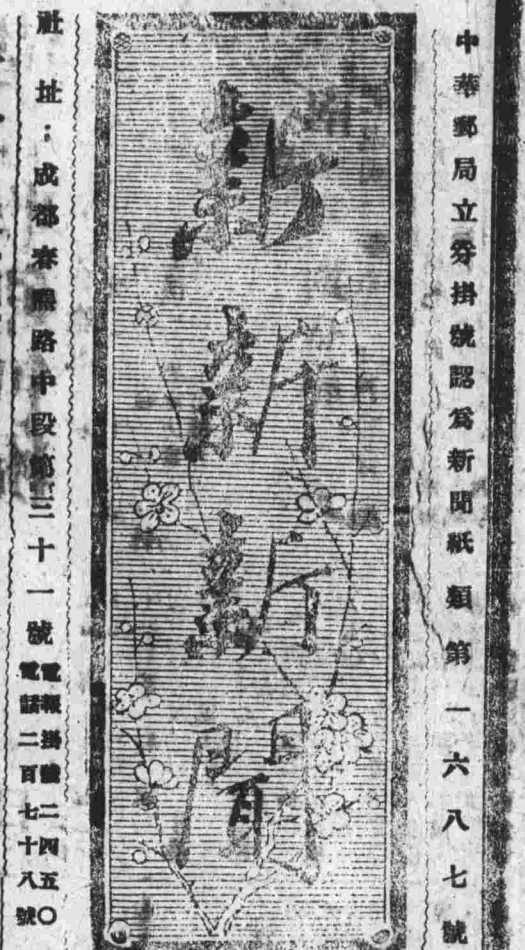 中華郵局立券掛號認爲新聞紙類第一六八七號
新新新聞
社址：成都春熙路中段第三十一號
電報掛號二四五〇
電話二百七十八號